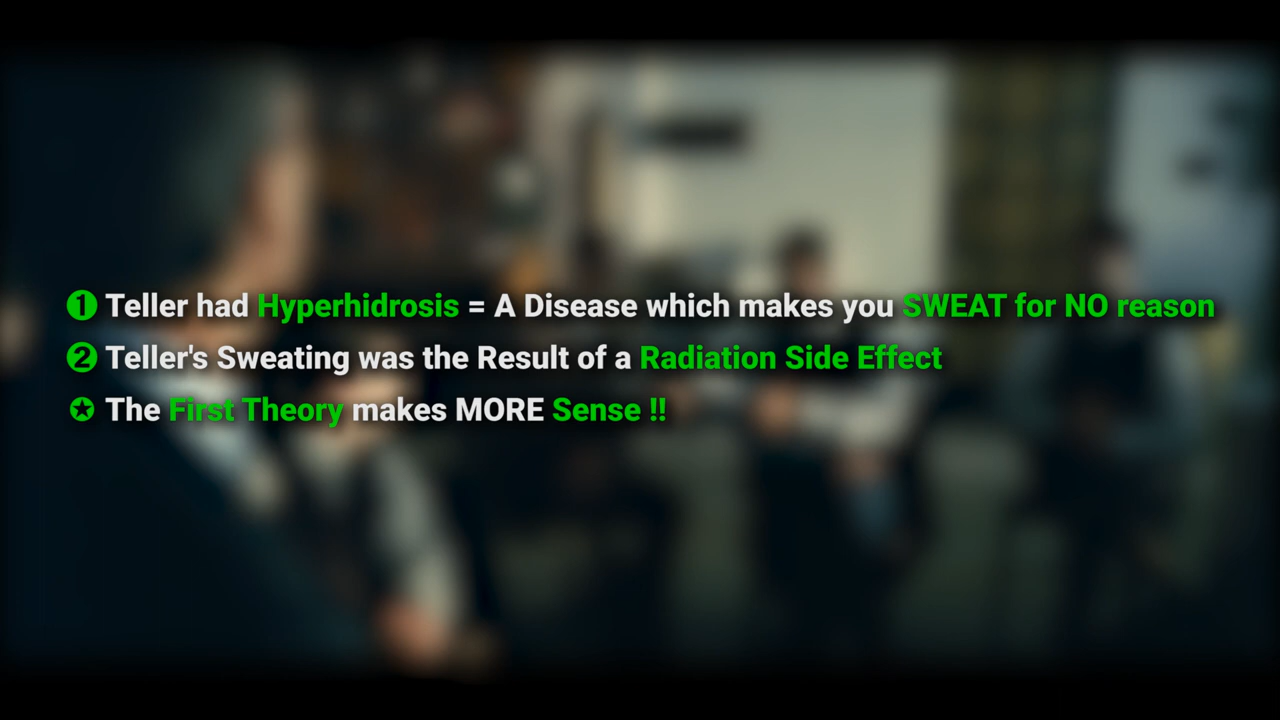 ❶ Teller had Hyperhidrosis = A Disease which makes you SWEAT for NO reason
❷ Teller's Sweating was the Result of a Radiation Side Effect
✪ The First Theory makes MORE Sense !!